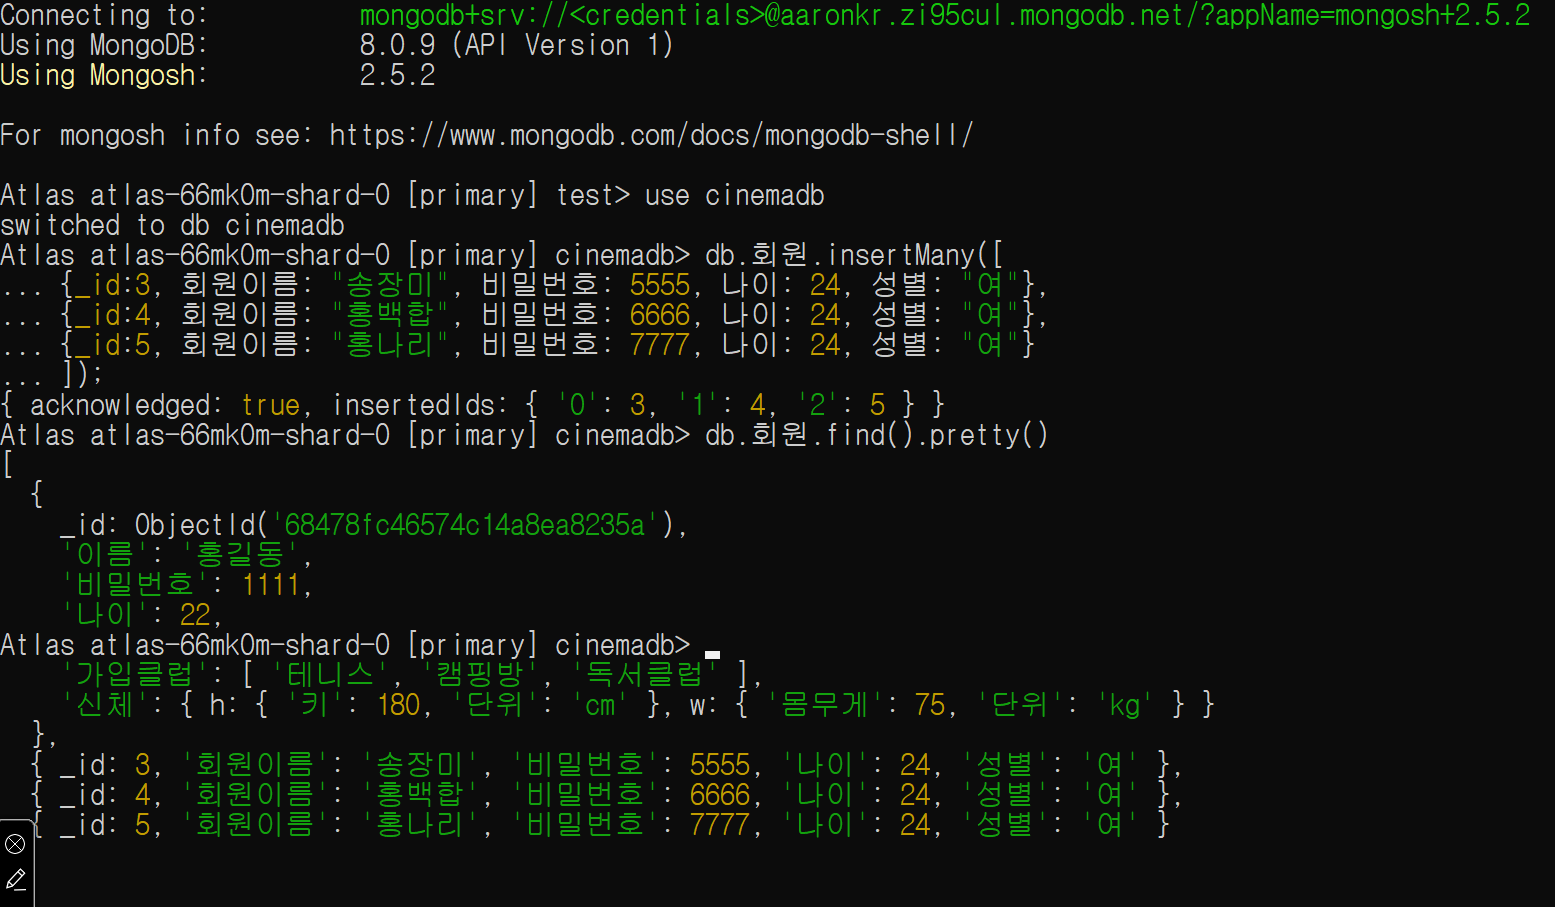 Connecting to:          mongodb+srv://<credentials>@aaronkr.zi95cul.mongodb.net/?appName=mongosh+2.5.2
Using MongoDB:          8.0.9 (API Version 1)
Using Mongosh:          2.5.2
For mongosh info see: https://www.mongodb.com/docs/mongodb-shell/
Atlas atlas-66mk0m-shard-0 [primary] test> use cinemadb
switched to db cinemadb
Atlas atlas-66mk0m-shard-0 [primary] cinemadb> db.회원.insertMany([
... {_id:3, 회원이름: "송장미", 비밀번호: 5555, 나이: 24, 성별: "여"},
... {_id:4, 회원이름: "홍백합", 비밀번호: 6666, 나이: 24, 성별: "여"},
... {_id:5, 회원이름: "홍나리", 비밀번호: 7777, 나이: 24, 성별: "여"}
... ]);
{ acknowledged: true, insertedIds: { '0': 3, '1': 4, '2': 5 } }
Atlas atlas-66mk0m-shard-0 [primary] cinemadb> db.회원.find().pretty()
[
  {
    _id: ObjectId('68478fc46574c14a8ea8235a'),
    '이름': '홍길동',
    '비밀번호': 1111,
    '나이': 22,
Atlas atlas-66mk0m-shard-0 [primary] cinemadb>
    '가입클럽': [ '테니스', '캠핑방', '독서클럽' ],
    '신체': { h: { '키': 180, '단위': 'cm' }, w: { '몸무게': 75, '단위': 'kg' } }
  },
  { _id: 3, '회원이름': '송장미', '비밀번호': 5555, '나이': 24, '성별': '여' },
  { _id: 4, '회원이름': '홍백합', '비밀번호': 6666, '나이': 24, '성별': '여' },
  { _id: 5, '회원이름': '홍나리', '비밀번호': 7777, '나이': 24, '성별': '여' }